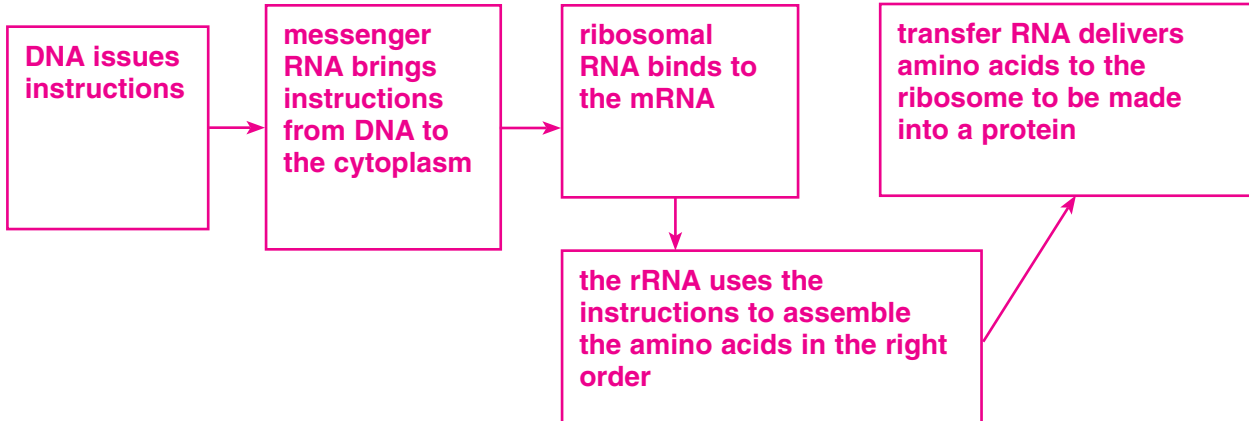 DNA issues
instructions
messenger
RNA brings
instructions
from DNA to
the cytoplasm
ribosomal
RNA binds to
the mRNA
the rRNA uses the
instructions to assemble
the amino acids in the right
order
transfer RNA delivers
amino acids to the
ribosome to be made
into a protein